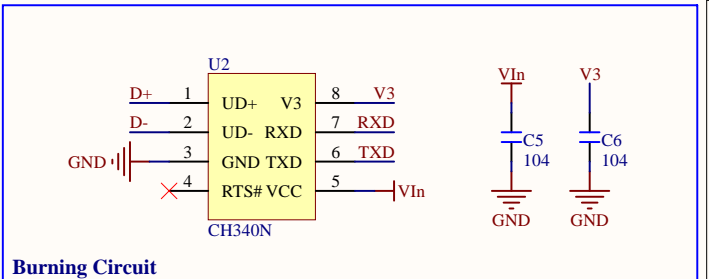 U2
D+ 1 UD+ V3 8 V3
D- 2 UD- RXD 7 RXD
GND 3 GND TXD 6 TXD
4 RTS# VCC 5 VIn
CH340N
VIn V3
C5 C6
104 104
GND GND
Burning Circuit